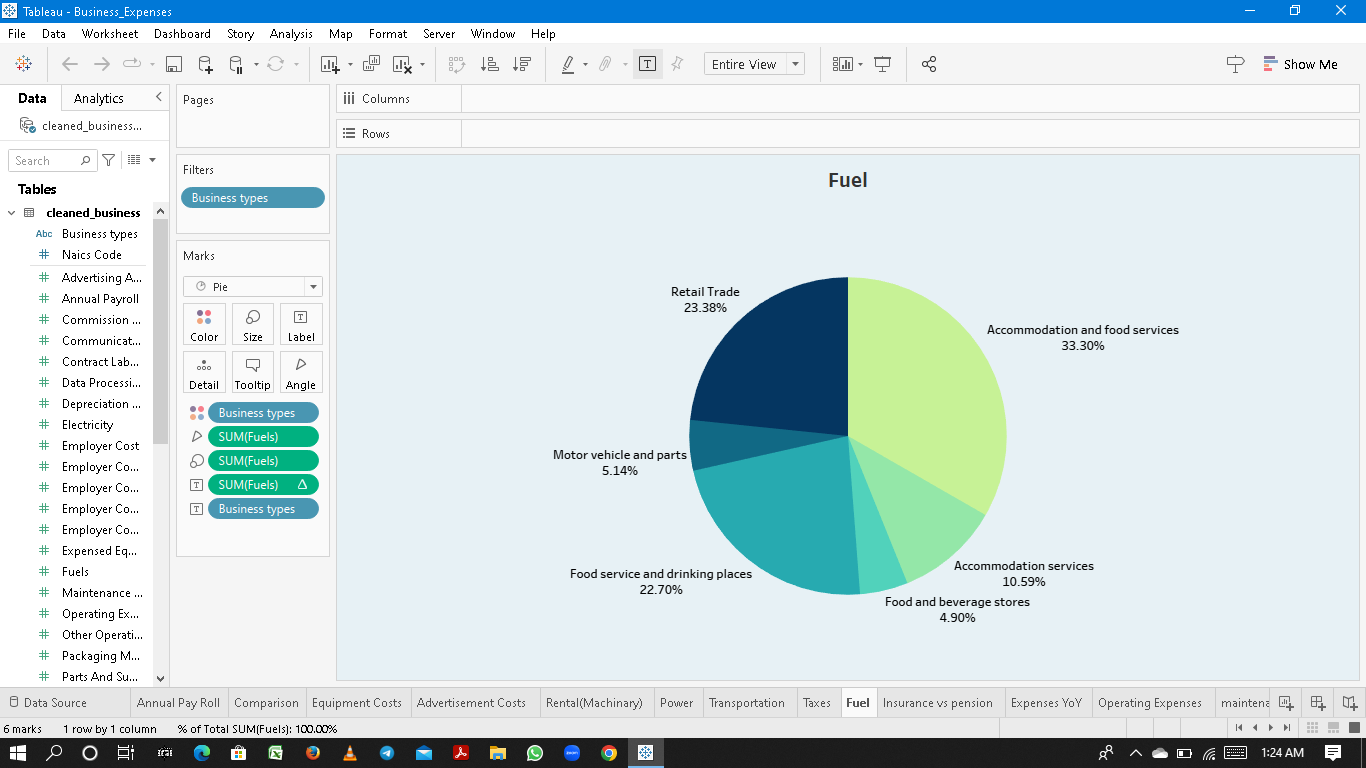 Tableau - Business_Expenses
File Data Worksheet Dashboard Story Analysis Map Format Server Window Help
Entire View
Show Me
Data Analytics
cleaned_business...
Search
Tables
cleaned_business
Abc Business types
Naics Code
Advertising A...
Annual Payroll
Commission ...
Communicat...
Contract Lab...
Data Processi...
Depreciation ...
Electricity
Employer Cost
Employer Co...
Employer Co...
Employer Co...
Employer Co...
Expensed Eq...
Fuels
Maintenance ...
Operating Ex...
Other Operati...
Packaging M...
Parts And Su...
Pages
Filters
Business types
Marks
Pie
Color Size Label
Detail Tooltip Angle
Business types
SUM(Fuels)
SUM(Fuels)
SUM(Fuels)
Business types
Columns
Rows
Fuel
Retail Trade
23.38%
Accommodation and food services
33.30%
Motor vehicle and parts
5.14%
Food service and drinking places
22.70%
Accommodation services
10.59%
Food and beverage stores
4.90%
Data Source Annual Pay Roll Comparison Equipment Costs Advertisement Costs Rental(Machinary) Power Transportation Taxes Fuel Insurance vs pension Expenses YoY Operating Expenses maintena
6 marks 1 row by 1 column % of Total SUM(Fuels): 100.00%
1:24 AM